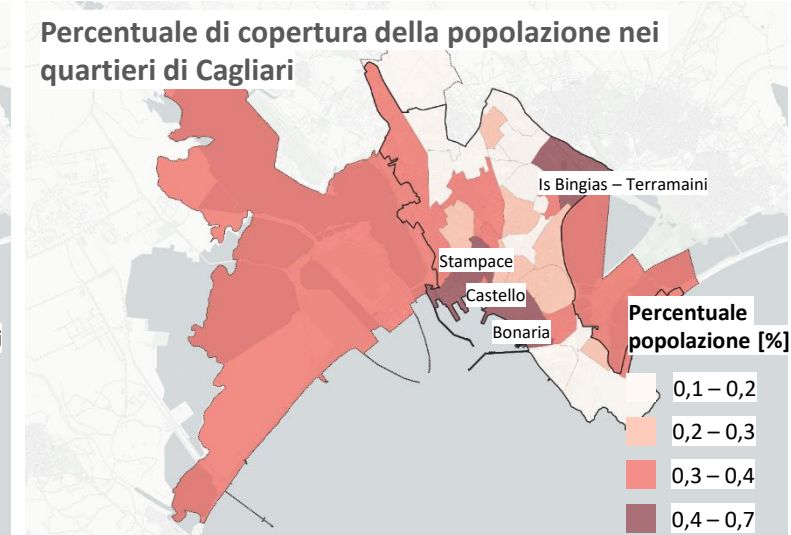 Percentuale di copertura della popolazione nei
quartieri di Cagliari
Is Bingias – Terramaini
Stampace
Castello
Bonaria
Percentuale
popolazione [%]
0,1 – 0,2
0,2 – 0,3
0,3 – 0,4
0,4 – 0,7